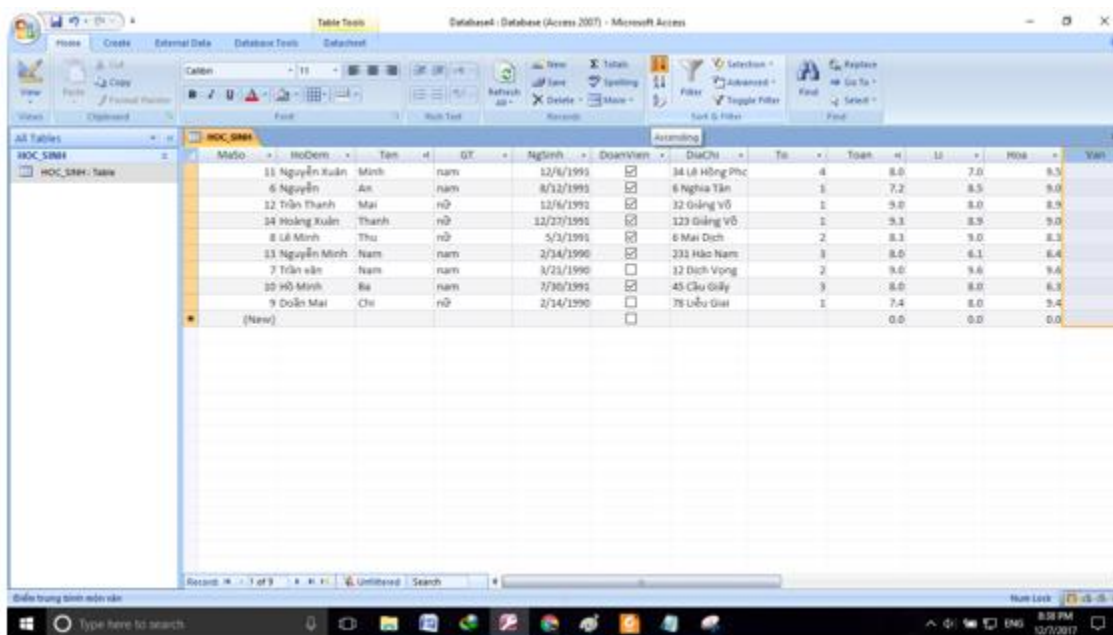 Table Tools Database4 : Database (Access 2007) - Microsoft Access
Home Create External Data Database Tools Datasheet
View Paste Cut Copy Format Painter
Calibri 11
Refresh All New Save Delete Totals Spelling More
Filter Selection Advanced Toggle Filter
Find Replace Go To Select
Views Clipboard Font Rich Text Records Sort & Filter Find
Ascending
All Tables
HOC_SINH
HOC_SINH : Table
HOC_SINH
MaSo HoDem Ten GT NgSinh DoanVien DiaChi To Toan Li Hoa Van
11 Nguyễn Xuân Minh nam 12/6/1991 34 Lê Hồng Phc 4 8.0 7.0 9.5
6 Nguyễn An nam 8/12/1991 6 Nghia Tân 1 7.2 8.5 9.0
12 Trần Thanh Mai nữ 12/6/1991 32 Giảng Võ 1 9.0 8.0 8.9
14 Hoàng Xuân Thanh nữ 12/27/1991 123 Giảng Võ 1 9.3 8.9 9.0
8 Lê Minh Thu nữ 5/3/1991 6 Mai Dịch 2 8.3 9.0 8.3
13 Nguyễn Minh Nam nam 2/14/1990 231 Hào Nam 3 8.0 6.1 6.4
7 Trần văn Nam nam 3/21/1990 12 Dịch Vọng 2 9.0 9.6 9.6
10 Hồ Minh Ba nam 7/30/1991 45 Cầu Giấy 3 8.0 8.0 6.3
9 Doãn Mai Chi nữ 2/14/1990 78 Liễu Giai 1 7.4 8.0 9.4
(New) 0.0 0.0 0.0
Record: 1 of 9 Unfiltered Search
Điểm trung bình môn văn Num Lock
Type here to search ENG 8:38 PM
12/7/2017